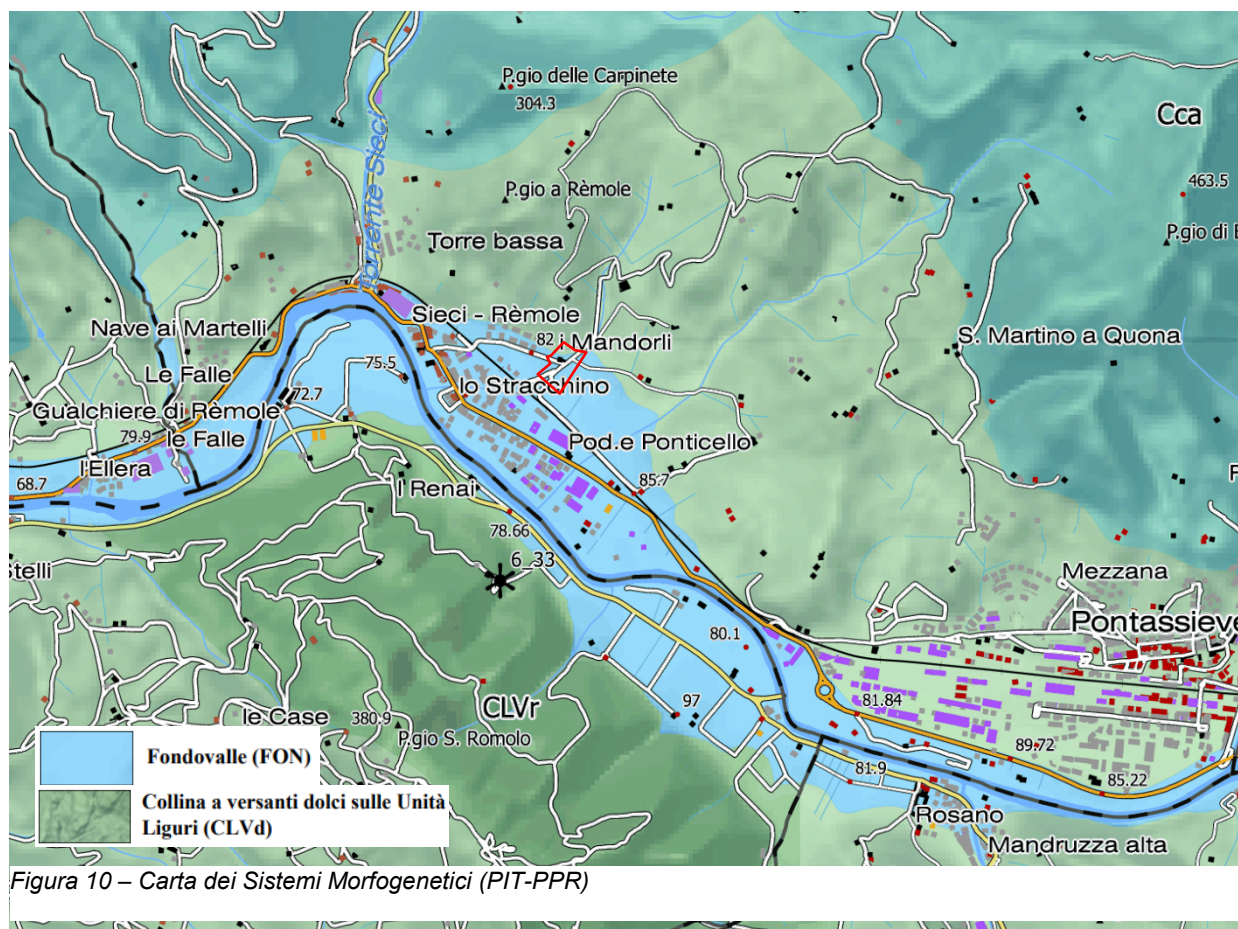 P.gio delle Carpinete
304.3
Cca
463.5
P.gio a Rèmole
P.gio di
Torre bassa
Torrente Sieci
Sieci - Rèmole
Nave ai Martelli
82 i Mandorli
S. Martino a Quona
Le Falle
75.5
lo Stracchino
72.7
Gualchiere di Rèmole
79.9
le Falle
Pod.e Ponticello
l'Ellera
68.7
I Renai
85.7
78.66
6_33
Stelli
Mezzana
Pontassieve
80.1
97
CLVr
le Case
380.9
P.gio S. Romolo
81.84
89.72
81.9
85.22
Rosano
Mandruzza alta
Fondovalle (FON)
Collina a versanti dolci sulle Unità
Liguri (CLVd)
Figura 10 – Carta dei Sistemi Morfogenetici (PIT-PPR)